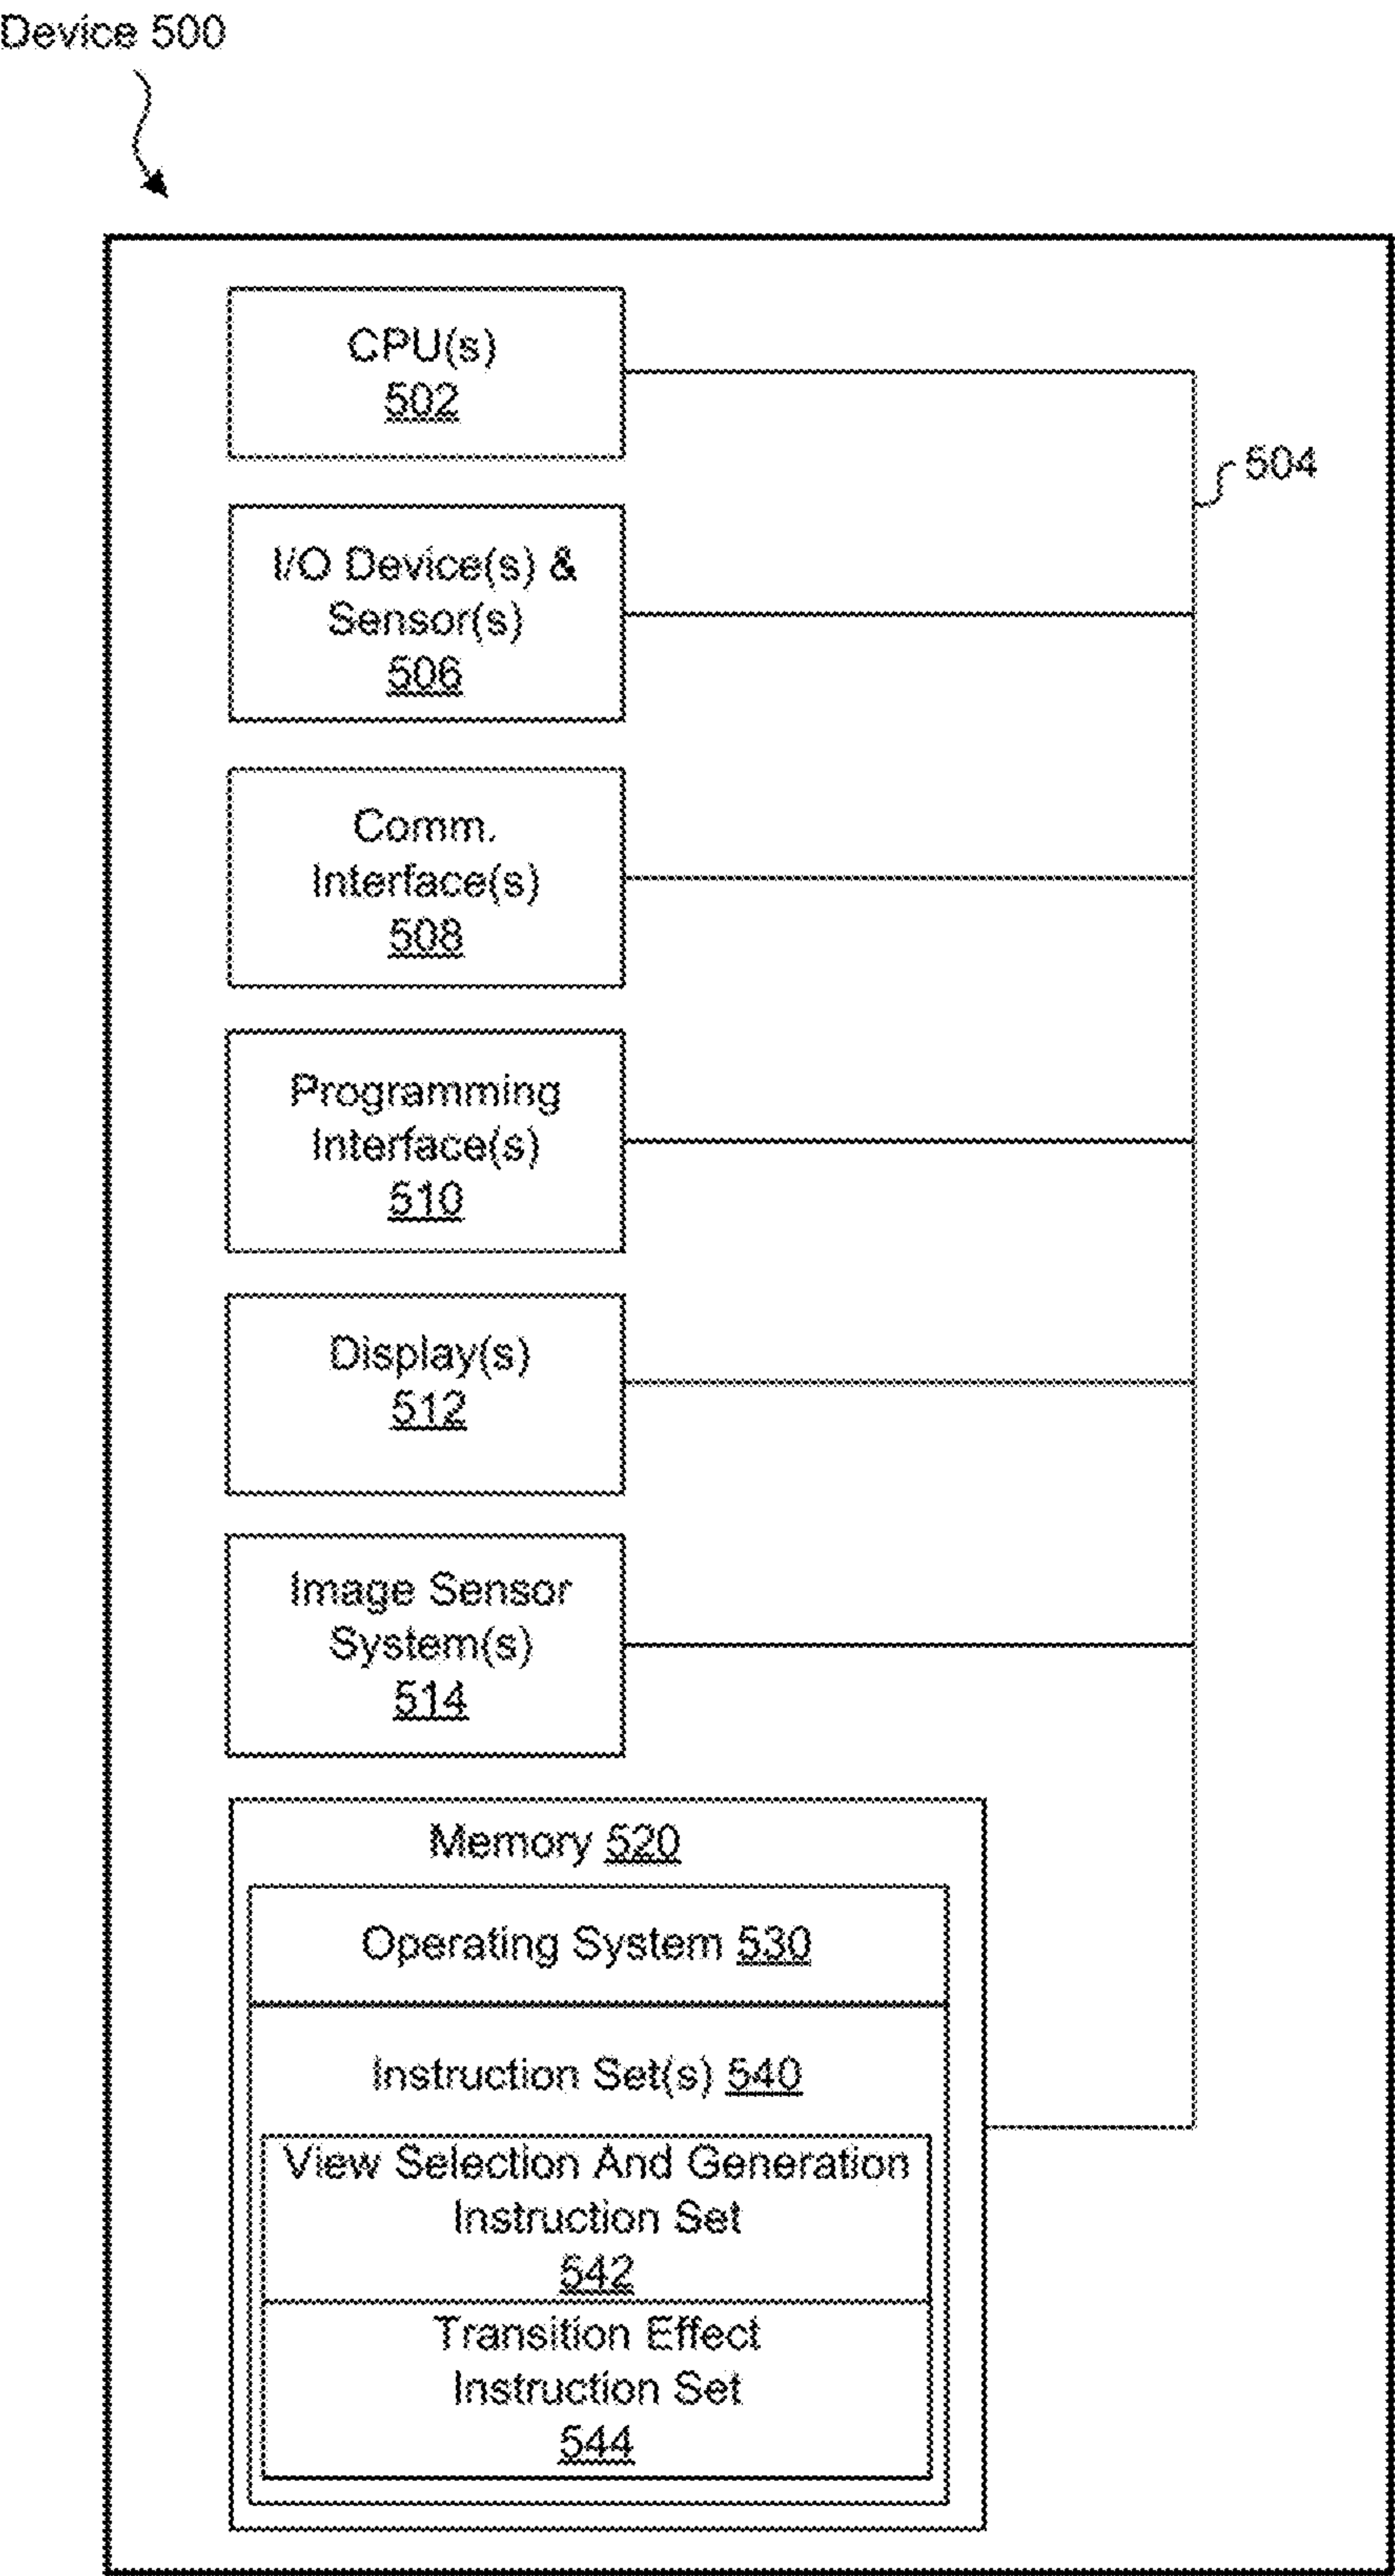 Device 500
CPU(s)
502
504
I/O Device(s) &
Sensor(s)
506
Comm.
Interface(s)
508
Programming
Interface(s)
510
Display(s)
512
Image Sensor
System(s)
514
Memory 520
Operating System 530
Instruction Set(s) 540
View Selection And Generation
Instruction Set
542
Transition Effect
Instruction Set
544